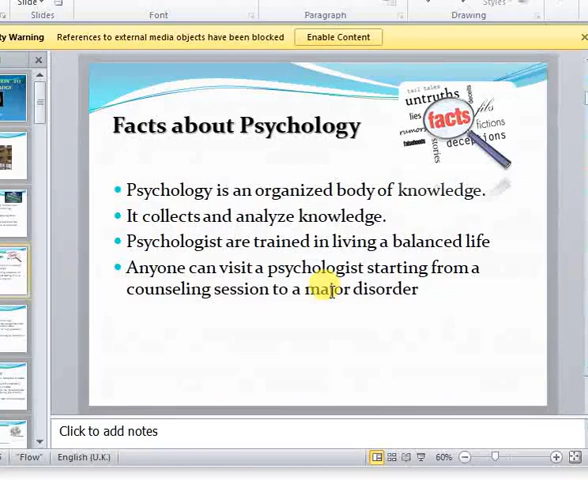 Slide
Styles
Slides
Font
Paragraph
Drawing
ty Warning References to external media objects have been blocked Enable Content
tall tales
untruths
deceits
lies
facts
fibs
rumors
fictions
falsehoods
deceptions
stories
Facts about Psychology
• Psychology is an organized body of knowledge.
• It collects and analyze knowledge.
• Psychologist are trained in living a balanced life
• Anyone can visit a psychologist starting from a
counseling session to a major disorder
Click to add notes
"Flow" English (U.K.) 60%